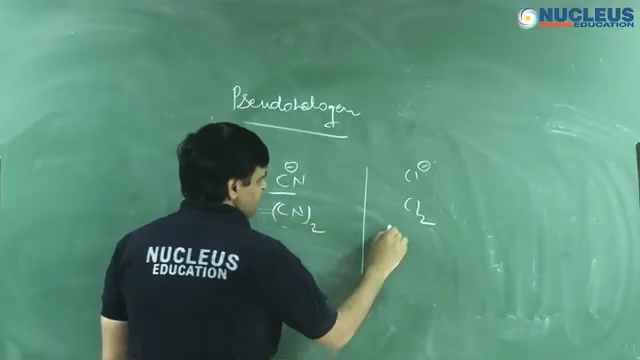 NUCLEUS
EDUCATION
Pseudohalogen
CN⊖ Cl⊖
(CN)₂ Cl₂
NUCLEUS
EDUCATION